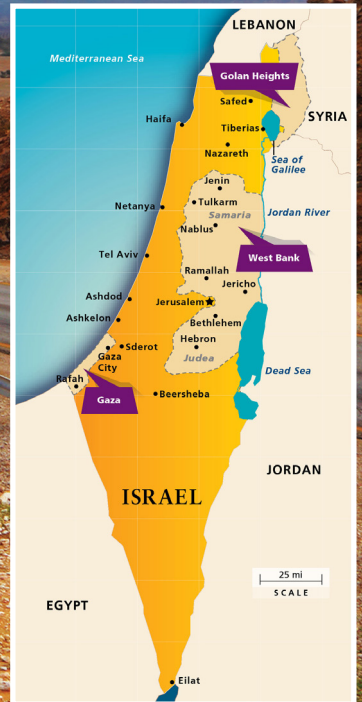 LEBANON
Mediterranean Sea
Golan Heights
Safed
SYRIA
Haifa
Tiberias
Nazareth
Sea of
Galilee
Jenin
Netanya
Tulkarm
Samaria
Jordan River
Nablus
Tel Aviv
West Bank
Ramallah
Jericho
Ashdod
Jerusalem
Ashkelon
Bethlehem
Hebron
Sderot
Gaza
City
Judea
Dead Sea
Rafah
Gaza
Beersheba
JORDAN
ISRAEL
25 mi
SCALE
EGYPT
Eilat